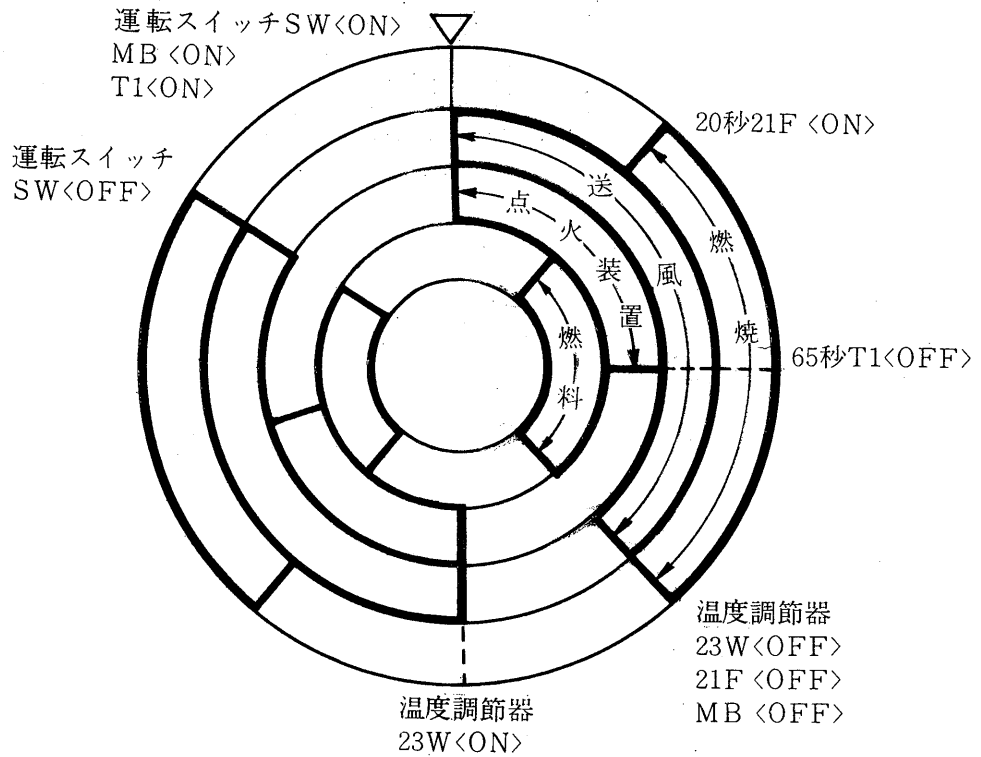 運転スイッチSW<ON>
MB<ON>
T1<ON>
運転スイッチ
SW<OFF>
20秒21F<ON>
送風
点火装置
燃焼
燃料
65秒T1<OFF>
温度調節器
23W<OFF>
21F<OFF>
MB<OFF>
温度調節器
23W<ON>